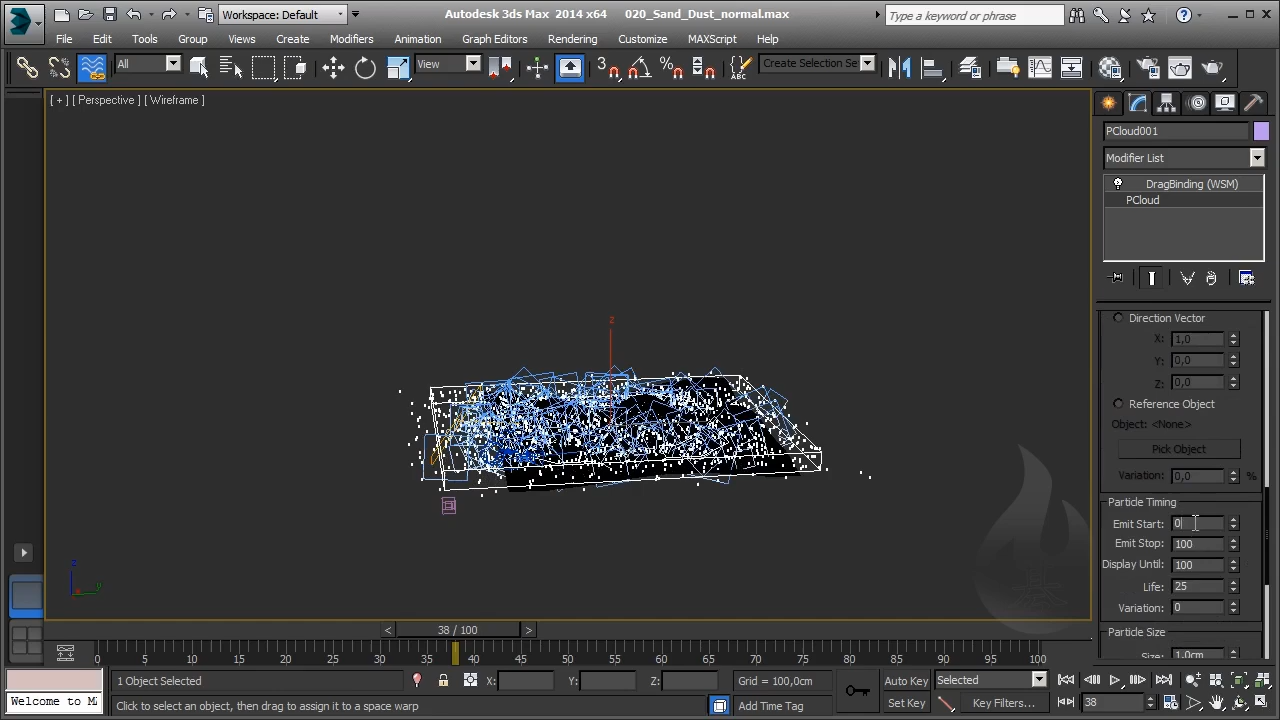 Workspace: Default
Autodesk 3ds Max 2014 x64
020_Sand_Dust_normal.max
Type a keyword or phrase
File
Edit
Tools
Group
Views
Create
Modifiers
Animation
Graph Editors
Rendering
Customize
MAXScript
Help
All
View
Create Selection Se
[ + ] [ Perspective ] [ Wireframe ]
PCloud001
Modifier List
DragBinding (WSM)
PCloud
Direction Vector
X: 1,0
Y: 0,0
Z: 0,0
Reference Object
Object: <None>
Pick Object
Variation: 0,0 %
Particle Timing
Emit Start: 0
Emit Stop: 100
Display Until: 100
Life: 25
Variation: 0
Particle Size
Size: 1,0cm
z
z
y
< 38 / 100 >
0 5 10 15 20 25 30 35 40 45 50 55 60 65 70 75 80 85 90 95 100
1 Object Selected
X:
Y:
Z:
Grid = 100,0cm
Auto Key
Selected
Welcome to M
Click to select an object, then drag to assign it to a space warp
Add Time Tag
Set Key
Key Filters...
38